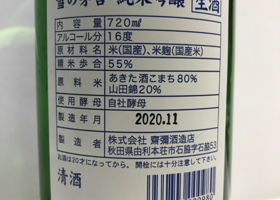 雪の茅舎 純米吟醸 生酒
内容量 720㎖
アルコール分 16度
原材料名 米(国産)、米麹(国産米)
精米歩合 55%
原料米 あきた酒こまち80%
山田錦20%
使用酵母 自社酵母
製造年月 2020.11
製造者 株式会社 齋彌酒造店
秋田県由利本荘市石脇字石脇53
お酒は20才になってから。 開栓には十分注意して下さい。
清酒